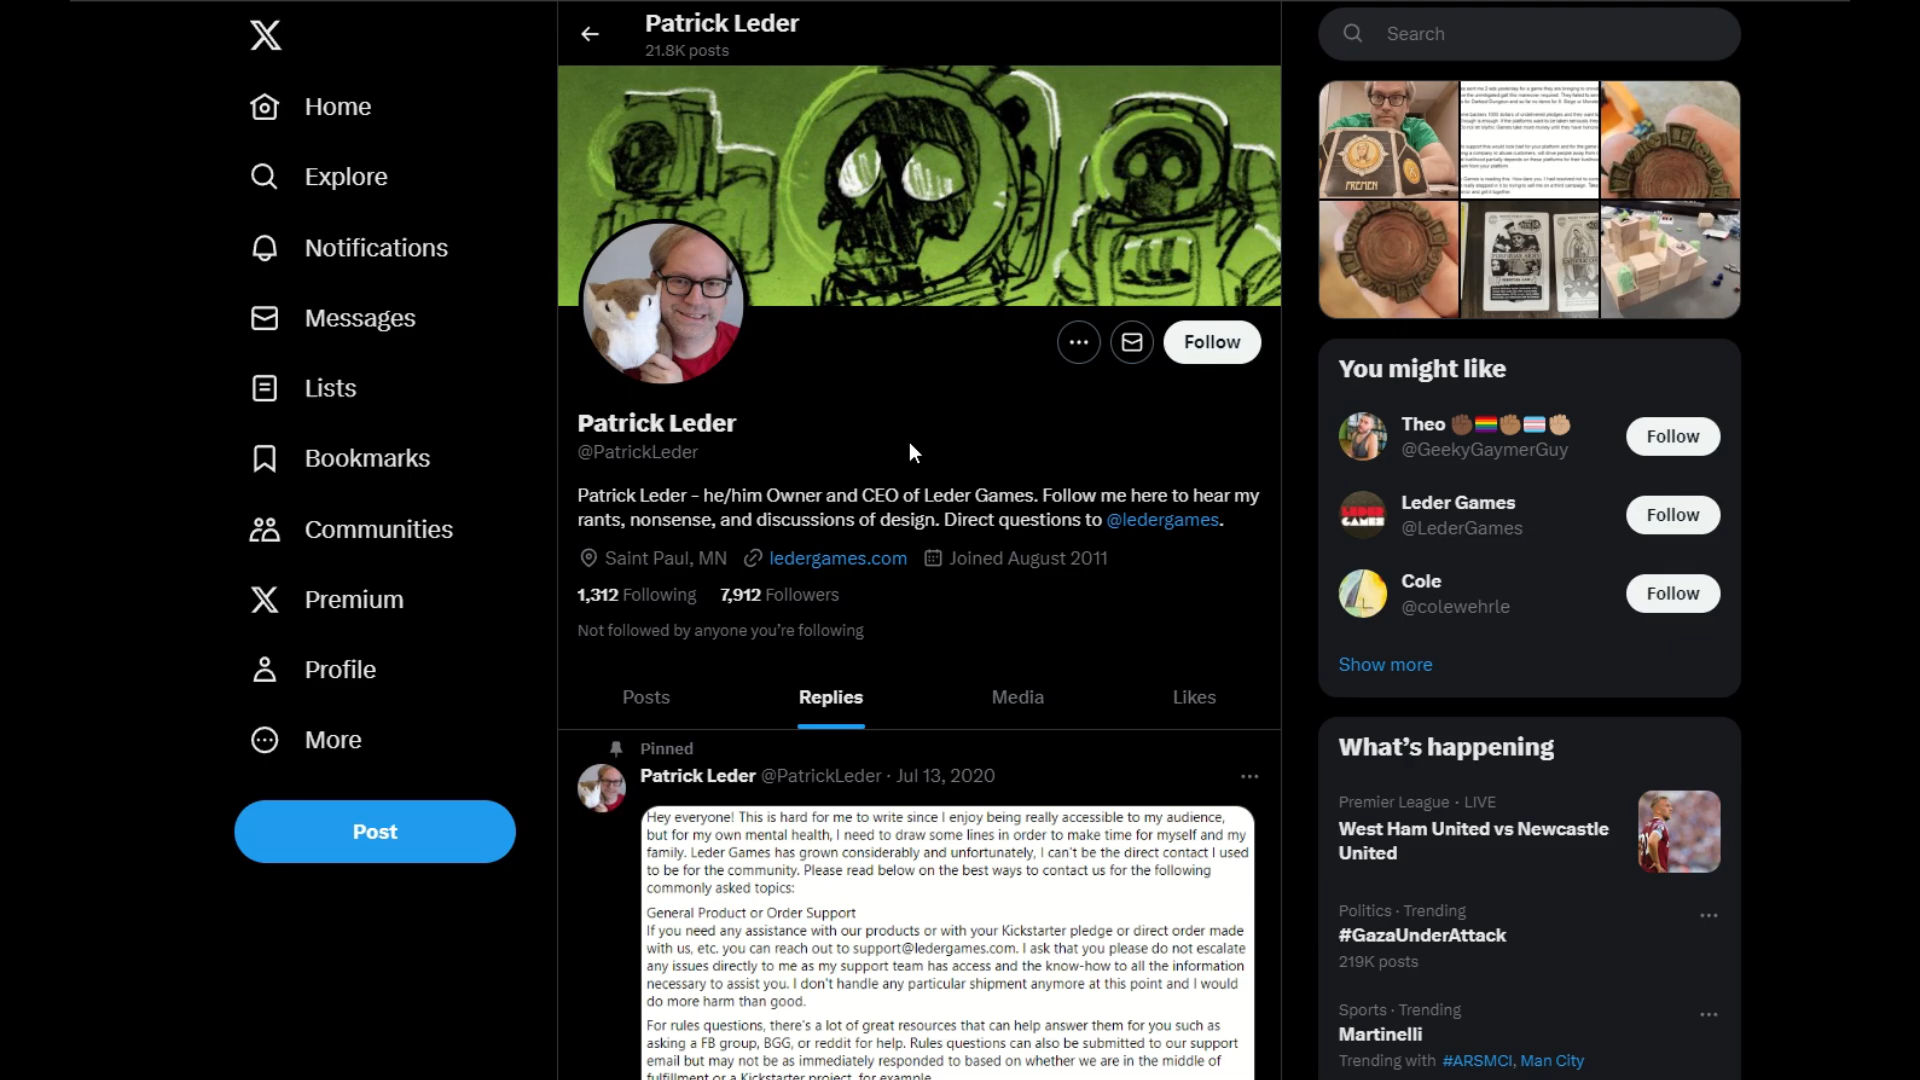 Patrick Leder
21.8K posts
Home
Explore
Notifications
Messages
Lists
Bookmarks
Communities
Premium
Profile
More
Post
Follow
Patrick Leder
@PatrickLeder
Patrick Leder – he/him Owner and CEO of Leder Games. Follow me here to hear my
rants, nonsense, and discussions of design. Direct questions to @ledergames.
Saint Paul, MN ledergames.com Joined August 2011
1,312 Following 7,912 Followers
Not followed by anyone you're following
Posts Replies Media Likes
Pinned
Patrick Leder @PatrickLeder · Jul 13, 2020
Hey everyone! This is hard for me to write since I enjoy being really accessible to my audience,
but for my own mental health, I need to draw some lines in order to make time for myself and my
family. Leder Games has grown considerably and unfortunately, I can't be the direct contact I used
to be for the community. Please read below on the best ways to contact us for the following
commonly asked topics:
General Product or Order Support
If you need any assistance with our products or with your Kickstarter pledge or direct order made
with us, etc. you can reach out to support@ledergames.com. I ask that you please do not escalate
any issues directly to me as my support team has access and the know-how to all the information
necessary to assist you. I don't handle any particular shipment anymore at this point and I would
do more harm than good.
For rules questions, there's a lot of great resources that can help answer them for you such as
asking a FB group, BGG, or reddit for help. Rules questions can also be submitted to our support
email but may not be as immediately responded to based on whether we are in the middle of
fulfillment or a Kickstarter project, for example.
Search
FREMEN
You might like
Theo
@GeekyGaymerGuy
Follow
Leder Games
@LederGames
Follow
LEDER
GAMES
Cole
@colewehrle
Follow
Show more
What's happening
Premier League · LIVE
West Ham United vs Newcastle
United
Politics · Trending
#GazaUnderAttack
219K posts
Sports · Trending
Martinelli
Trending with #ARSMCI, Man City